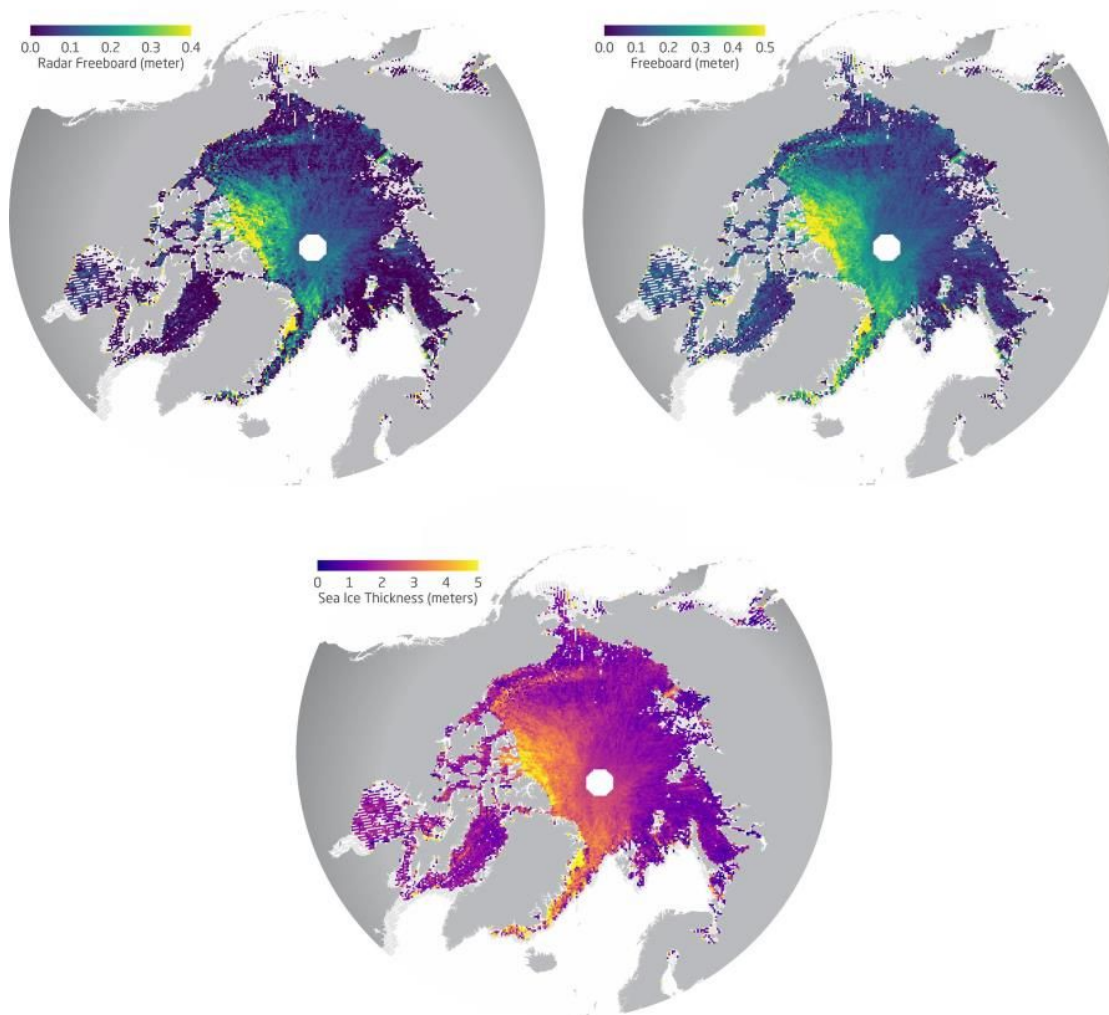 0.0 0.1 0.2 0.3 0.4
Radar Freeboard (meter)
0.0 0.1 0.2 0.3 0.4 0.5
Freeboard (meter)
0 1 2 3 4 5
Sea Ice Thickness (meters)